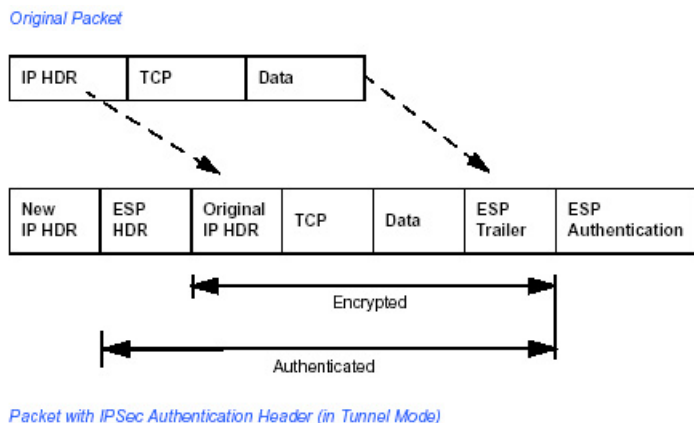 Original Packet
IP HDR
TCP
Data
New
IP HDR
ESP
HDR
Original
IP HDR
TCP
Data
ESP
Trailer
ESP
Authentication
Encrypted
Authenticated
Packet with IPSec Authentication Header (in Tunnel Mode)